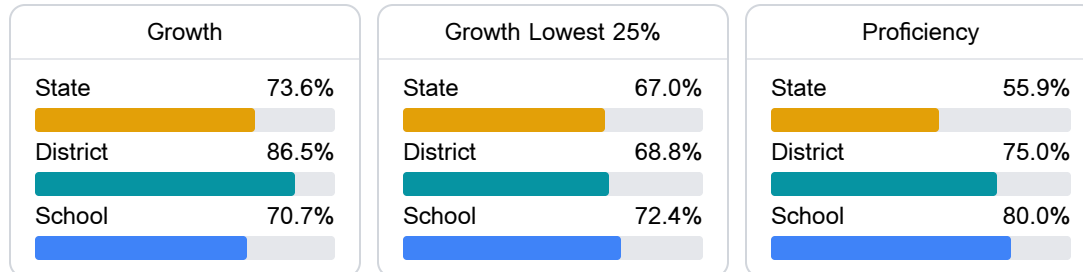 Growth
State 73.6%
District 86.5%
School 70.7%
Growth Lowest 25%
State 67.0%
District 68.8%
School 72.4%
Proficiency
State 55.9%
District 75.0%
School 80.0%